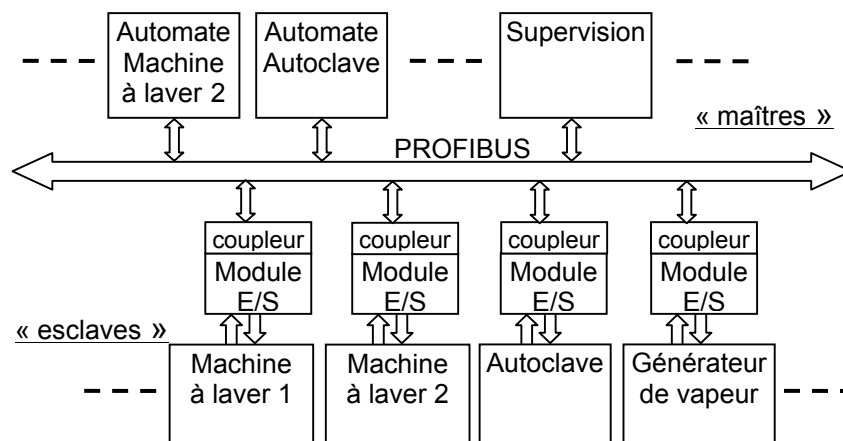 Automate
Machine
à laver 2
Automate
Autoclave
Supervision
« maîtres »
PROFIBUS
coupleur
Module
E/S
coupleur
Module
E/S
coupleur
Module
E/S
coupleur
Module
E/S
« esclaves »
Machine
à laver 1
Machine
à laver 2
Autoclave
Générateur
de vapeur